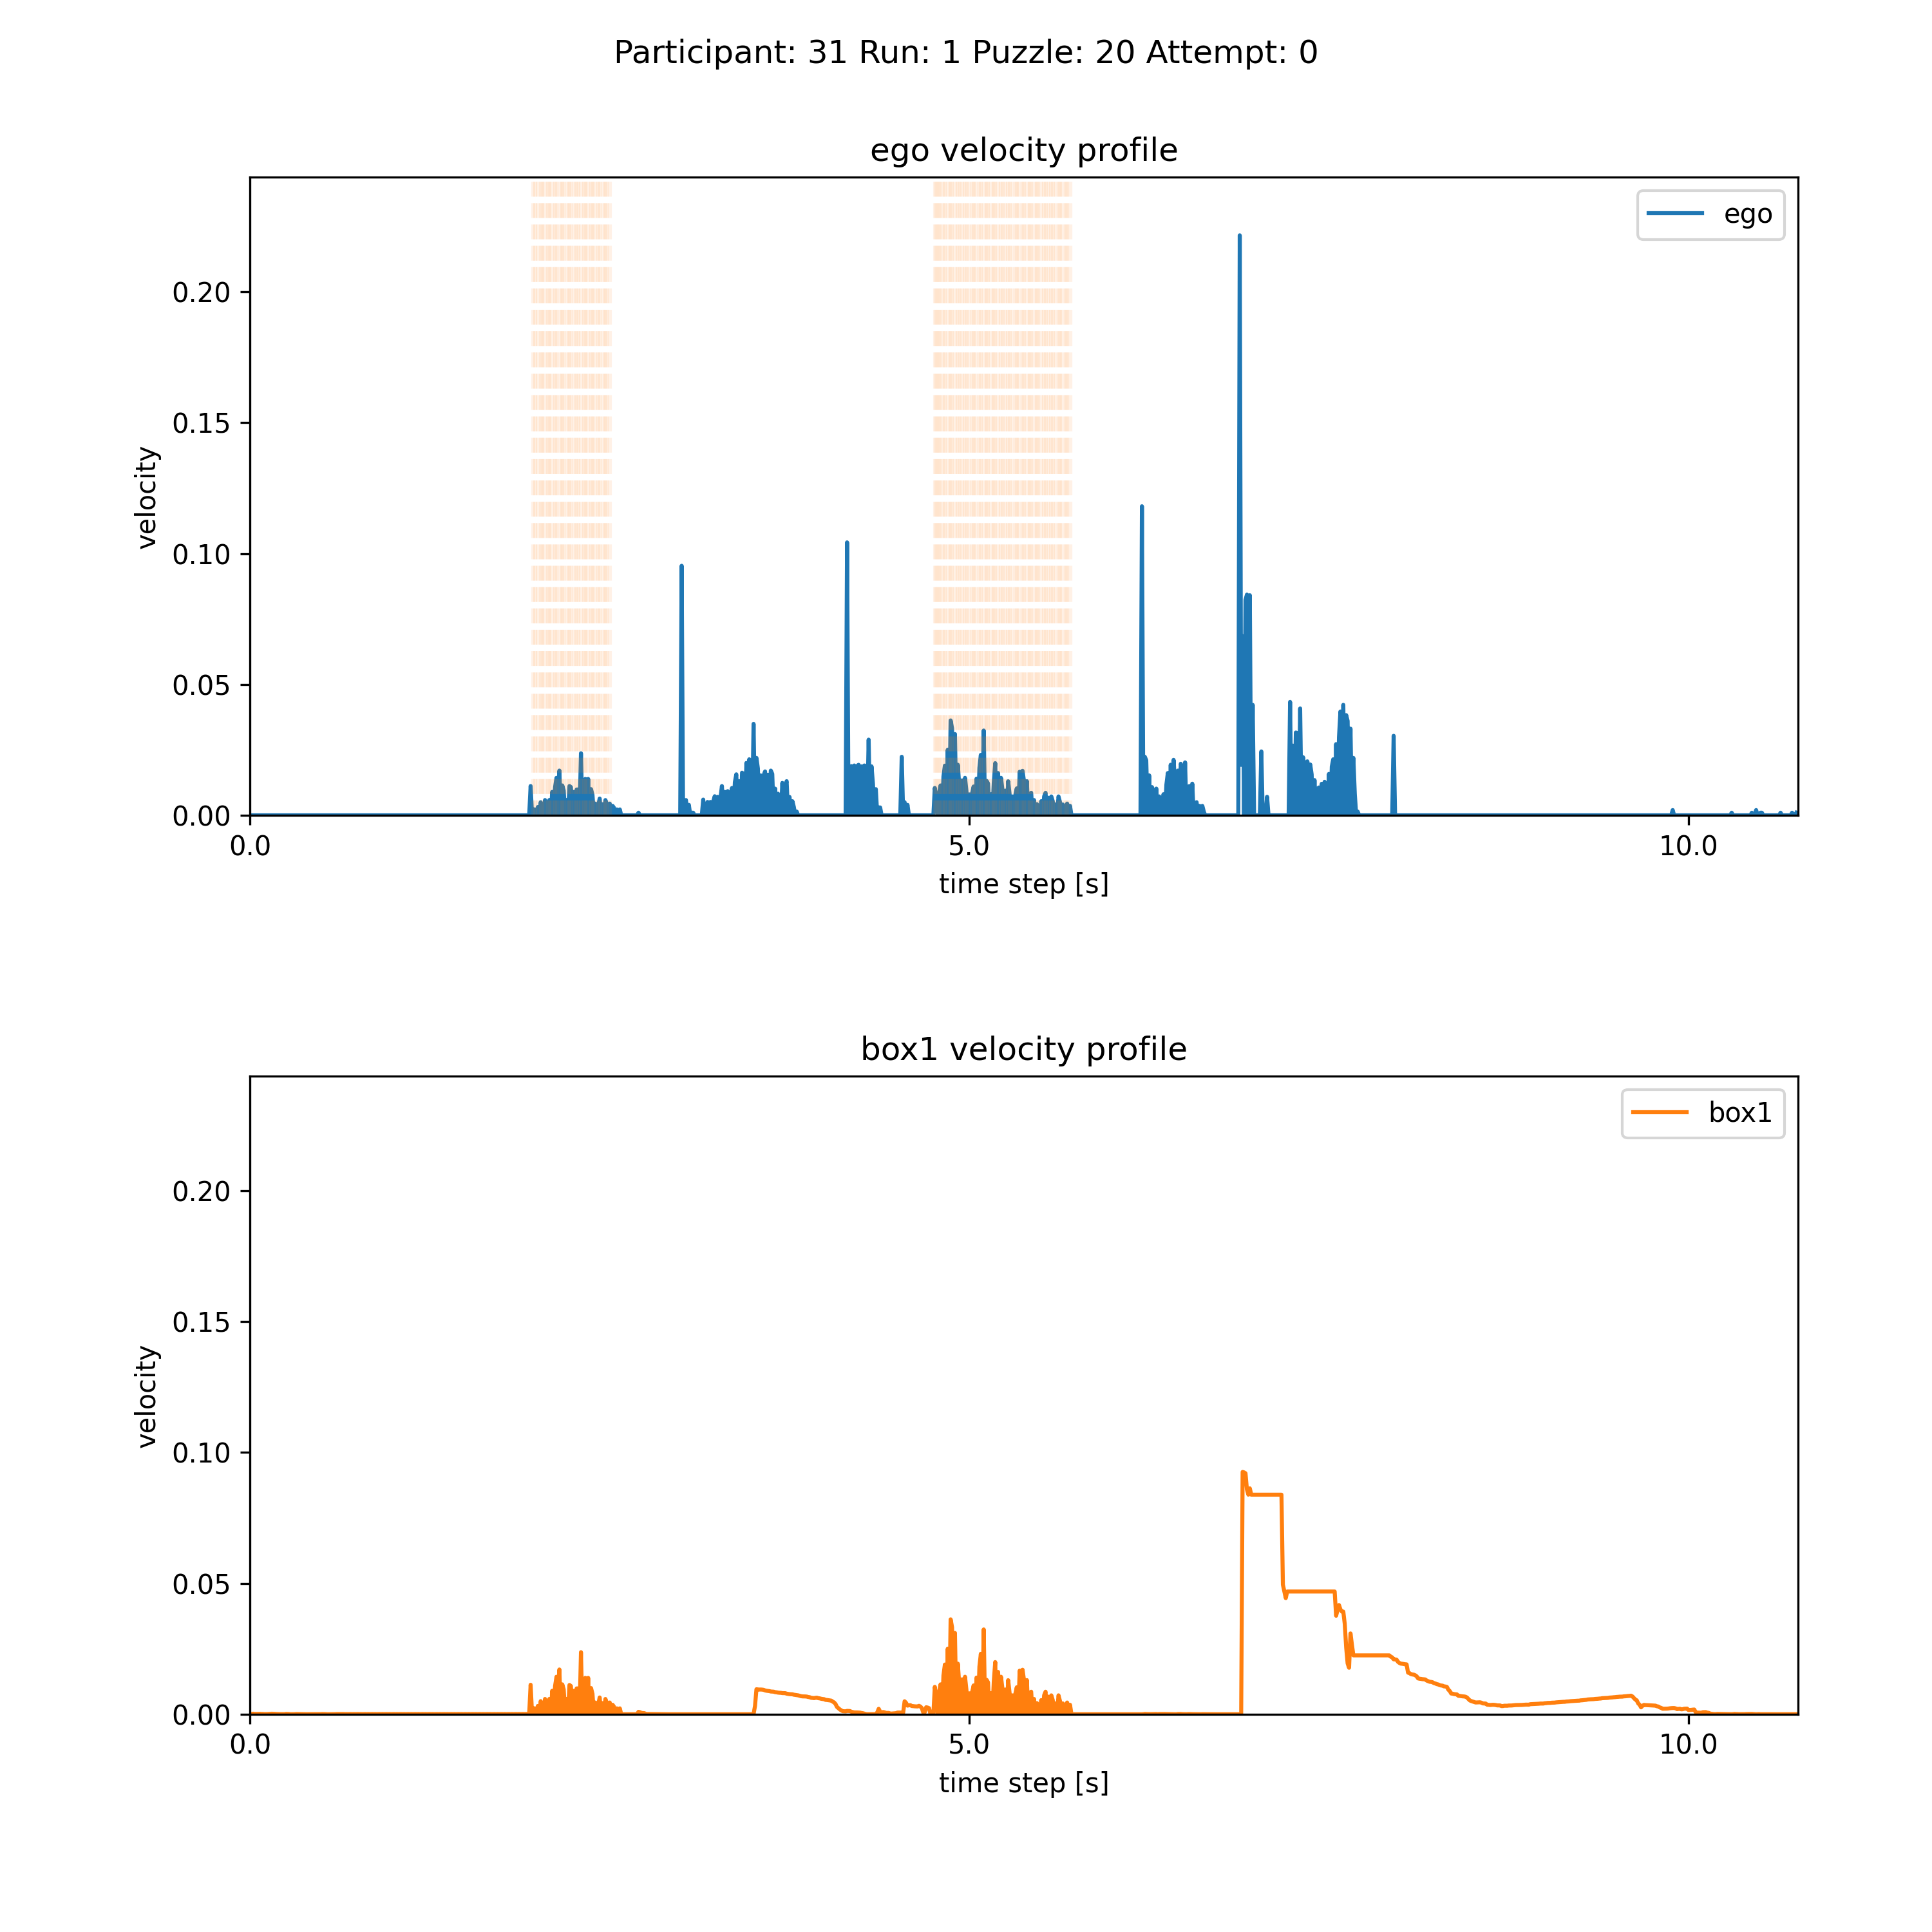 Participant: 31 Run: 1 Puzzle: 20 Attempt: 0
ego velocity profile
ego
0.20
0.15
0.10
0.05
0.00
velocity
0.0 5.0 10.0
time step [s]
box1 velocity profile
box1
0.20
0.15
0.10
0.05
0.00
velocity
0.0 5.0 10.0
time step [s]